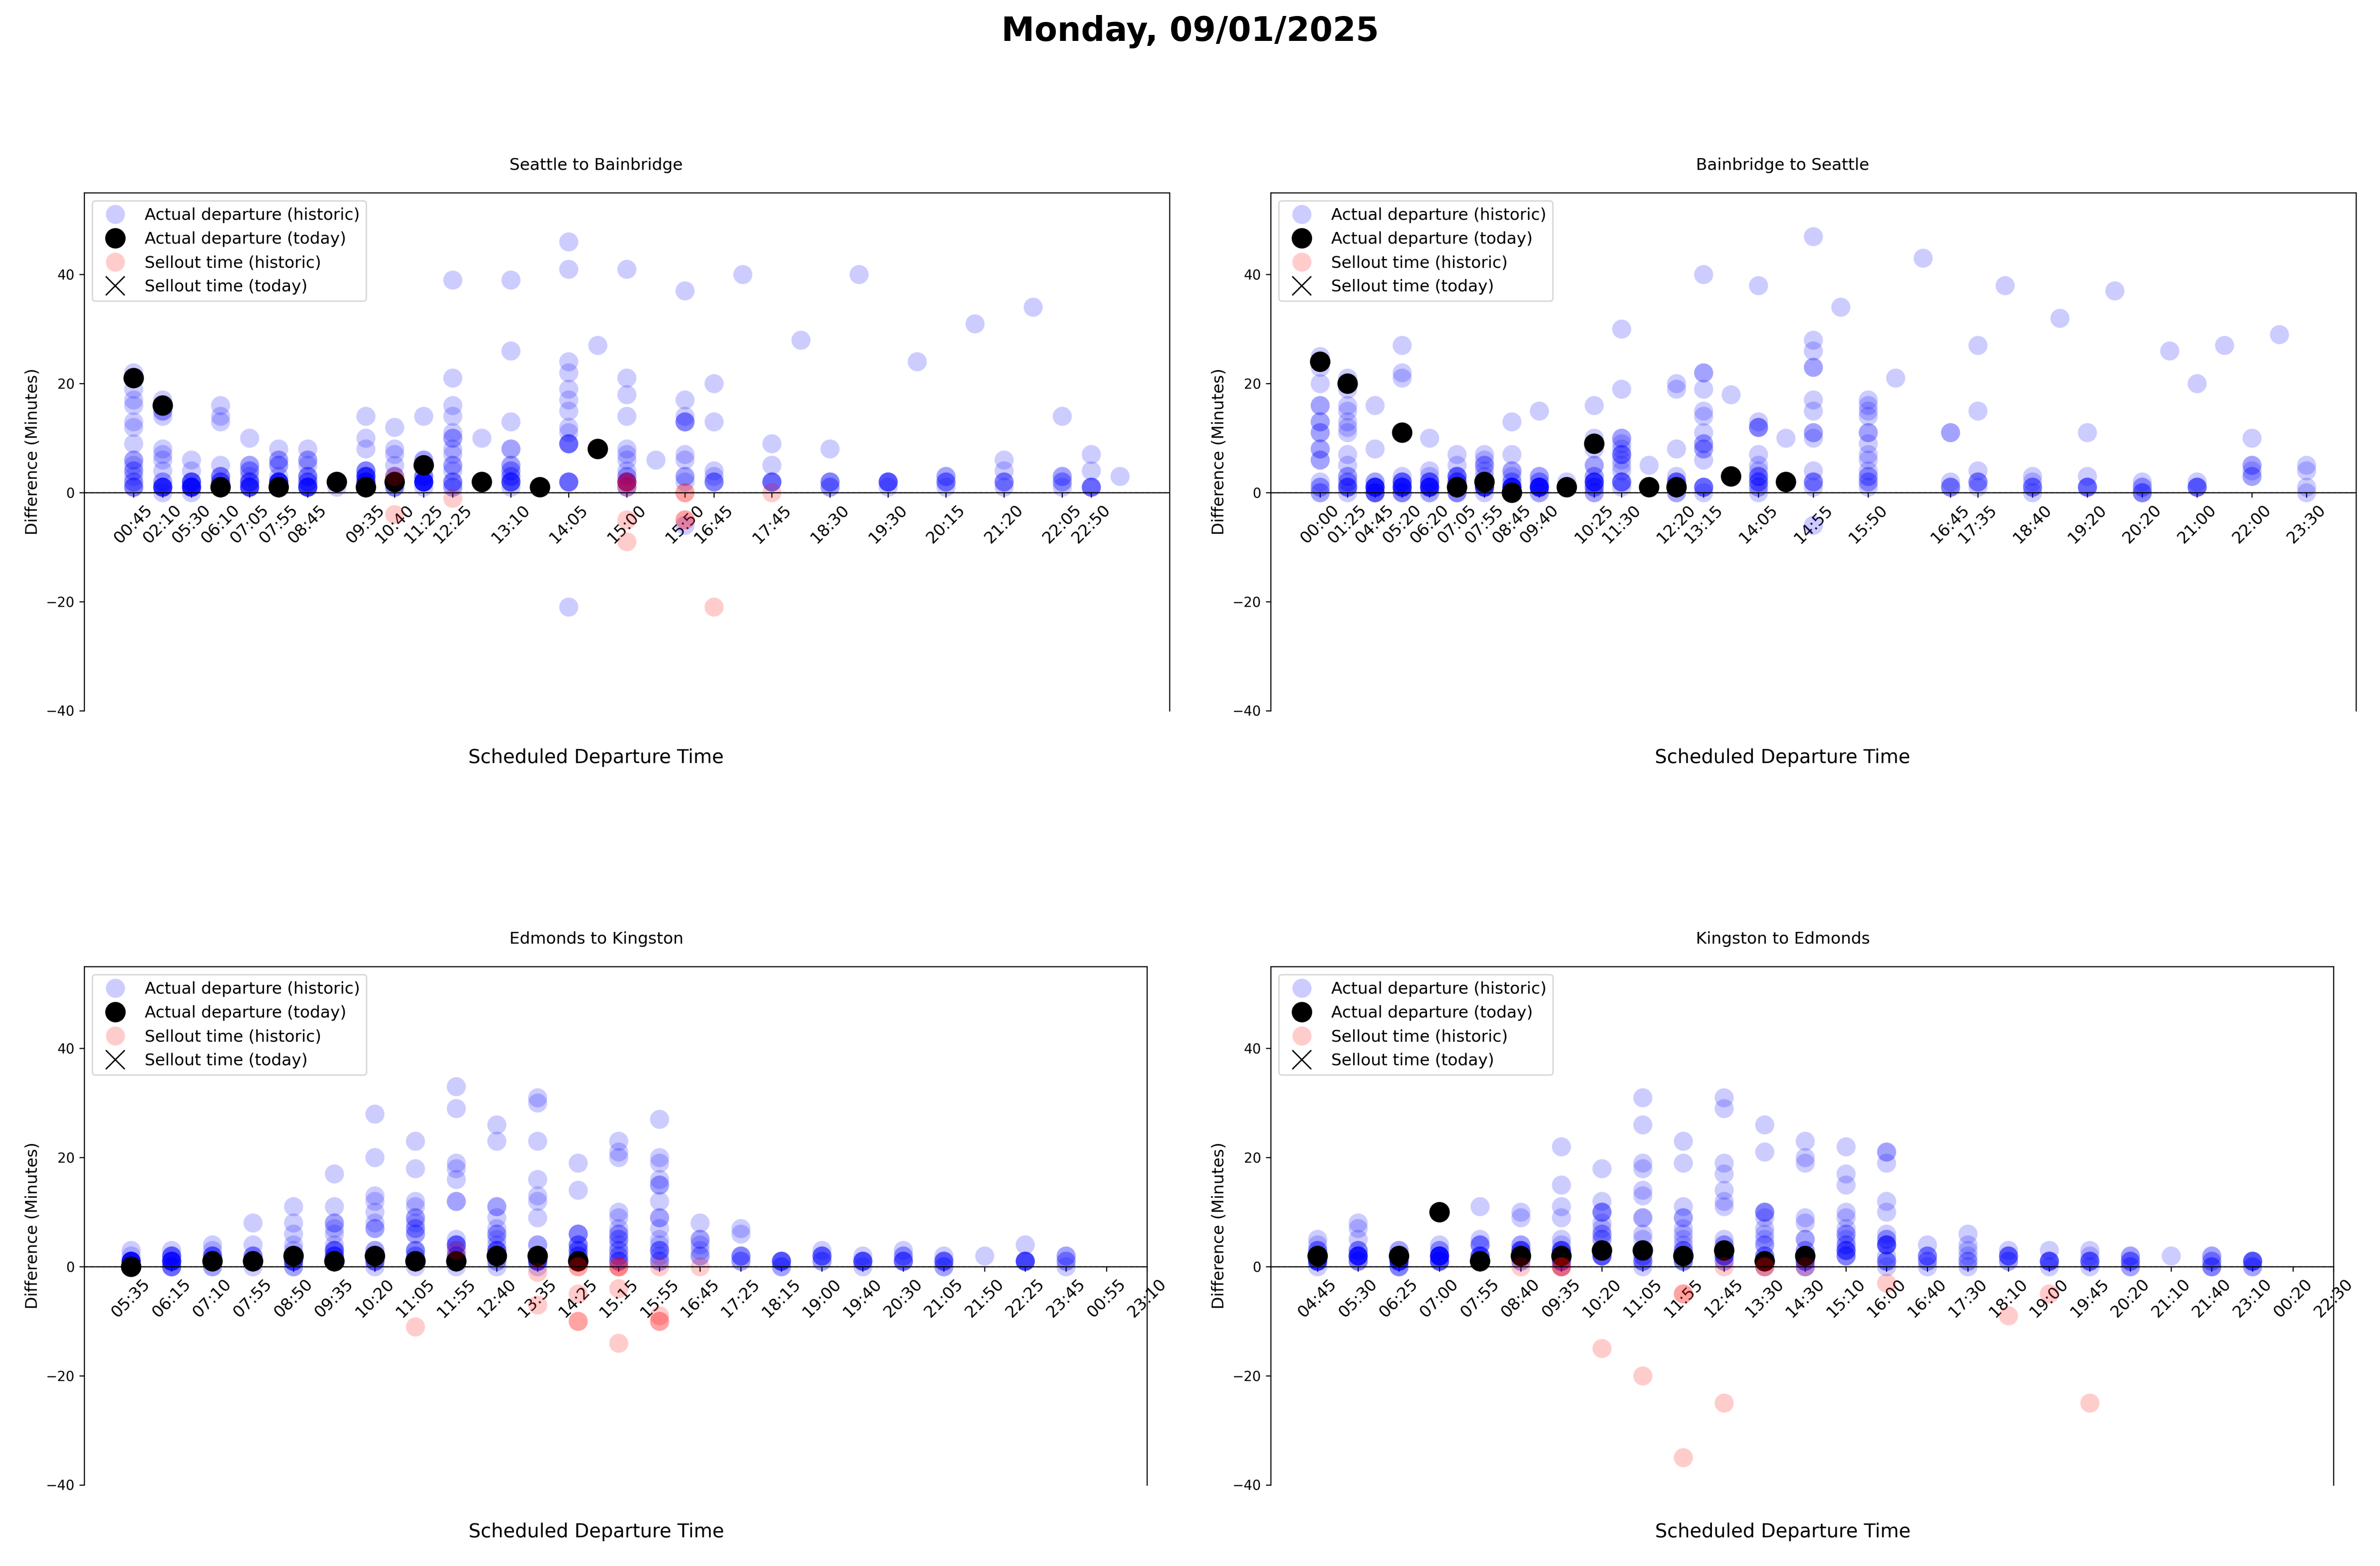 Monday, 09/01/2025
Seattle to Bainbridge
Actual departure (historic)
Actual departure (today)
Sellout time (historic)
Sellout time (today)
Difference (Minutes)
40
20
0
−20
−40
00:45 02:10 05:30 06:10 07:05 07:55 08:45 09:35 10:40 11:25 12:25 13:10 14:05 15:00 15:50 16:45 17:45 18:30 19:30 20:15 21:20 22:05 22:50
Scheduled Departure Time
Bainbridge to Seattle
Actual departure (historic)
Actual departure (today)
Sellout time (historic)
Sellout time (today)
Difference (Minutes)
40
20
0
−20
−40
00:00 01:25 04:45 05:20 06:20 07:05 07:55 08:45 09:40 10:25 11:30 12:20 13:15 14:05 14:55 15:50 16:45 17:35 18:40 19:20 20:20 21:00 22:00 23:30
Scheduled Departure Time
Edmonds to Kingston
Actual departure (historic)
Actual departure (today)
Sellout time (historic)
Sellout time (today)
Difference (Minutes)
40
20
0
−20
−40
05:35 06:15 07:10 07:55 08:50 09:35 10:20 11:05 11:55 12:40 13:35 14:25 15:15 15:55 16:45 17:25 18:15 19:00 19:40 20:30 21:05 21:50 22:25 23:45 00:55 23:10
Scheduled Departure Time
Kingston to Edmonds
Actual departure (historic)
Actual departure (today)
Sellout time (historic)
Sellout time (today)
Difference (Minutes)
40
20
0
−20
−40
04:45 05:30 06:25 07:00 07:55 08:40 09:35 10:20 11:05 11:55 12:45 13:30 14:30 15:10 16:00 16:40 17:30 18:10 19:00 19:45 20:20 21:10 21:40 23:10 00:20 22:30
Scheduled Departure Time